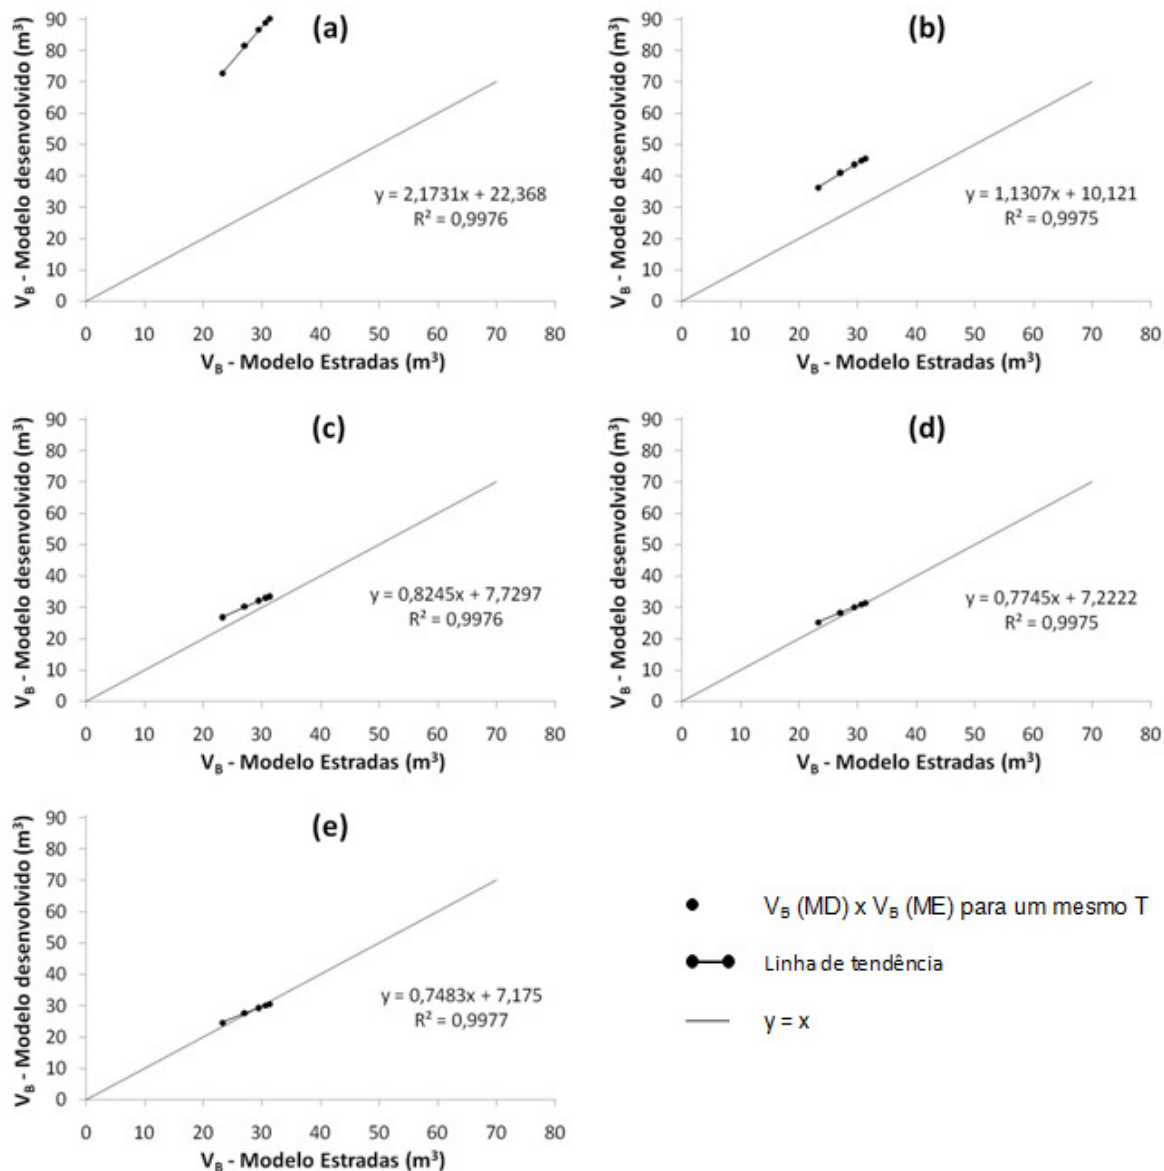 (a)
V_B - Modelo desenvolvido (m³)
90
80
70
60
50
40
30
20
10
0
y = 2,1731x + 22,368
R² = 0,9976
0 10 20 30 40 50 60 70 80
V_B - Modelo Estradas (m³)
(b)
V_B - Modelo desenvolvido (m³)
90
80
70
60
50
40
30
20
10
0
y = 1,1307x + 10,121
R² = 0,9975
0 10 20 30 40 50 60 70 80
V_B - Modelo Estradas (m³)
(c)
V_B - Modelo desenvolvido (m³)
90
80
70
60
50
40
30
20
10
0
y = 0,8245x + 7,7297
R² = 0,9976
0 10 20 30 40 50 60 70 80
V_B - Modelo Estradas (m³)
(d)
V_B - Modelo desenvolvido (m³)
90
80
70
60
50
40
30
20
10
0
y = 0,7745x + 7,2222
R² = 0,9975
0 10 20 30 40 50 60 70 80
V_B - Modelo Estradas (m³)
(e)
V_B - Modelo desenvolvido (m³)
90
80
70
60
50
40
30
20
10
0
y = 0,7483x + 7,175
R² = 0,9977
0 10 20 30 40 50 60 70 80
V_B - Modelo Estradas (m³)
V_B (MD) x V_B (ME) para um mesmo T
Linha de tendência
y = x